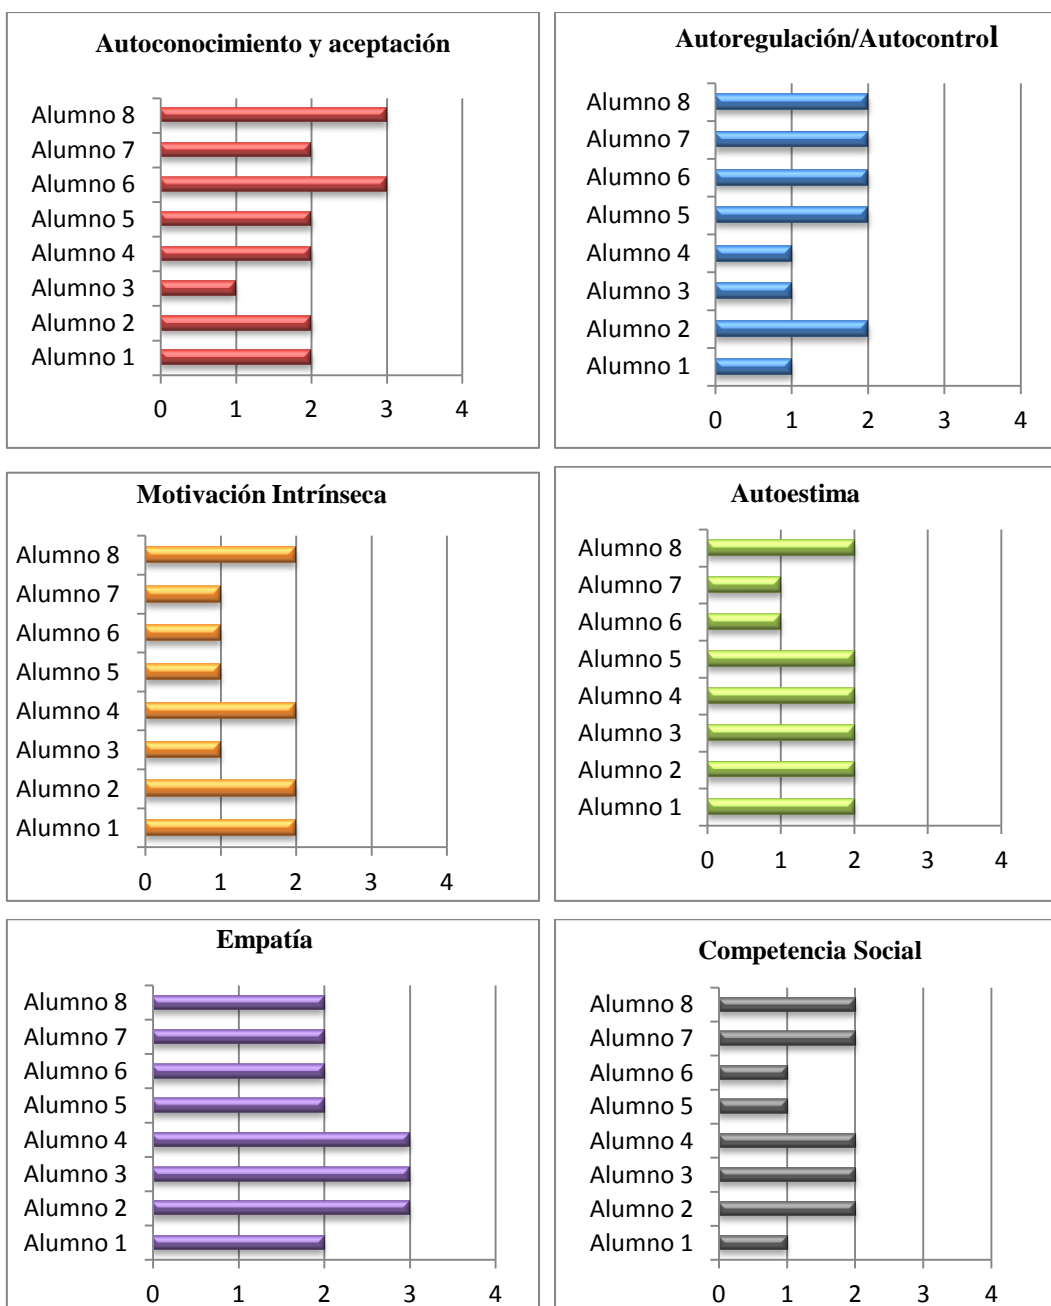 Autoconocimiento y aceptación
Alumno 8
Alumno 7
Alumno 6
Alumno 5
Alumno 4
Alumno 3
Alumno 2
Alumno 1
0 1 2 3 4
Autoregulación/Autocontrol
Alumno 8
Alumno 7
Alumno 6
Alumno 5
Alumno 4
Alumno 3
Alumno 2
Alumno 1
0 1 2 3 4
Motivación Intrínseca
Alumno 8
Alumno 7
Alumno 6
Alumno 5
Alumno 4
Alumno 3
Alumno 2
Alumno 1
0 1 2 3 4
Autoestima
Alumno 8
Alumno 7
Alumno 6
Alumno 5
Alumno 4
Alumno 3
Alumno 2
Alumno 1
0 1 2 3 4
Empatía
Alumno 8
Alumno 7
Alumno 6
Alumno 5
Alumno 4
Alumno 3
Alumno 2
Alumno 1
0 1 2 3 4
Competencia Social
Alumno 8
Alumno 7
Alumno 6
Alumno 5
Alumno 4
Alumno 3
Alumno 2
Alumno 1
0 1 2 3 4